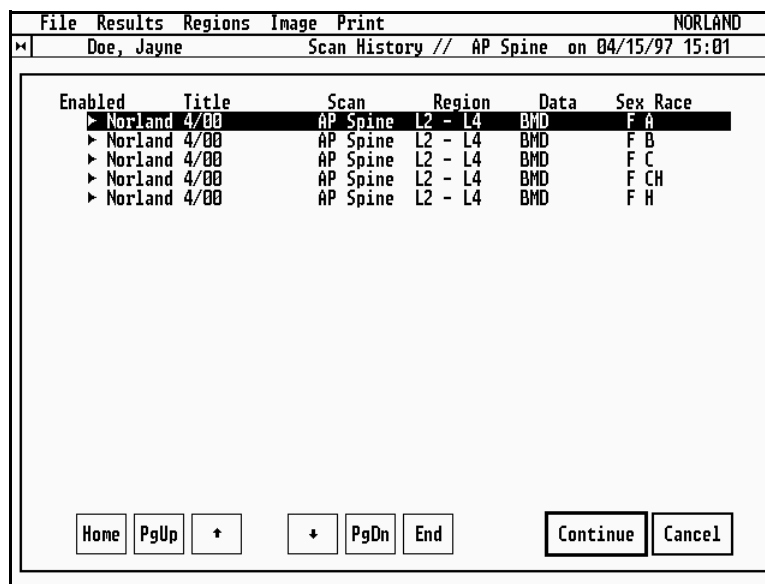 File Results Regions Image Print NORLAND
Doe, Jayne Scan History // AP Spine on 04/15/97 15:01
Enabled Title Scan Region Data Sex Race
► Norland 4/00 AP Spine L2 - L4 BMD F A
► Norland 4/00 AP Spine L2 - L4 BMD F B
► Norland 4/00 AP Spine L2 - L4 BMD F C
► Norland 4/00 AP Spine L2 - L4 BMD F CH
► Norland 4/00 AP Spine L2 - L4 BMD F H
Home PgUp ↑ ↓ PgDn End Continue Cancel